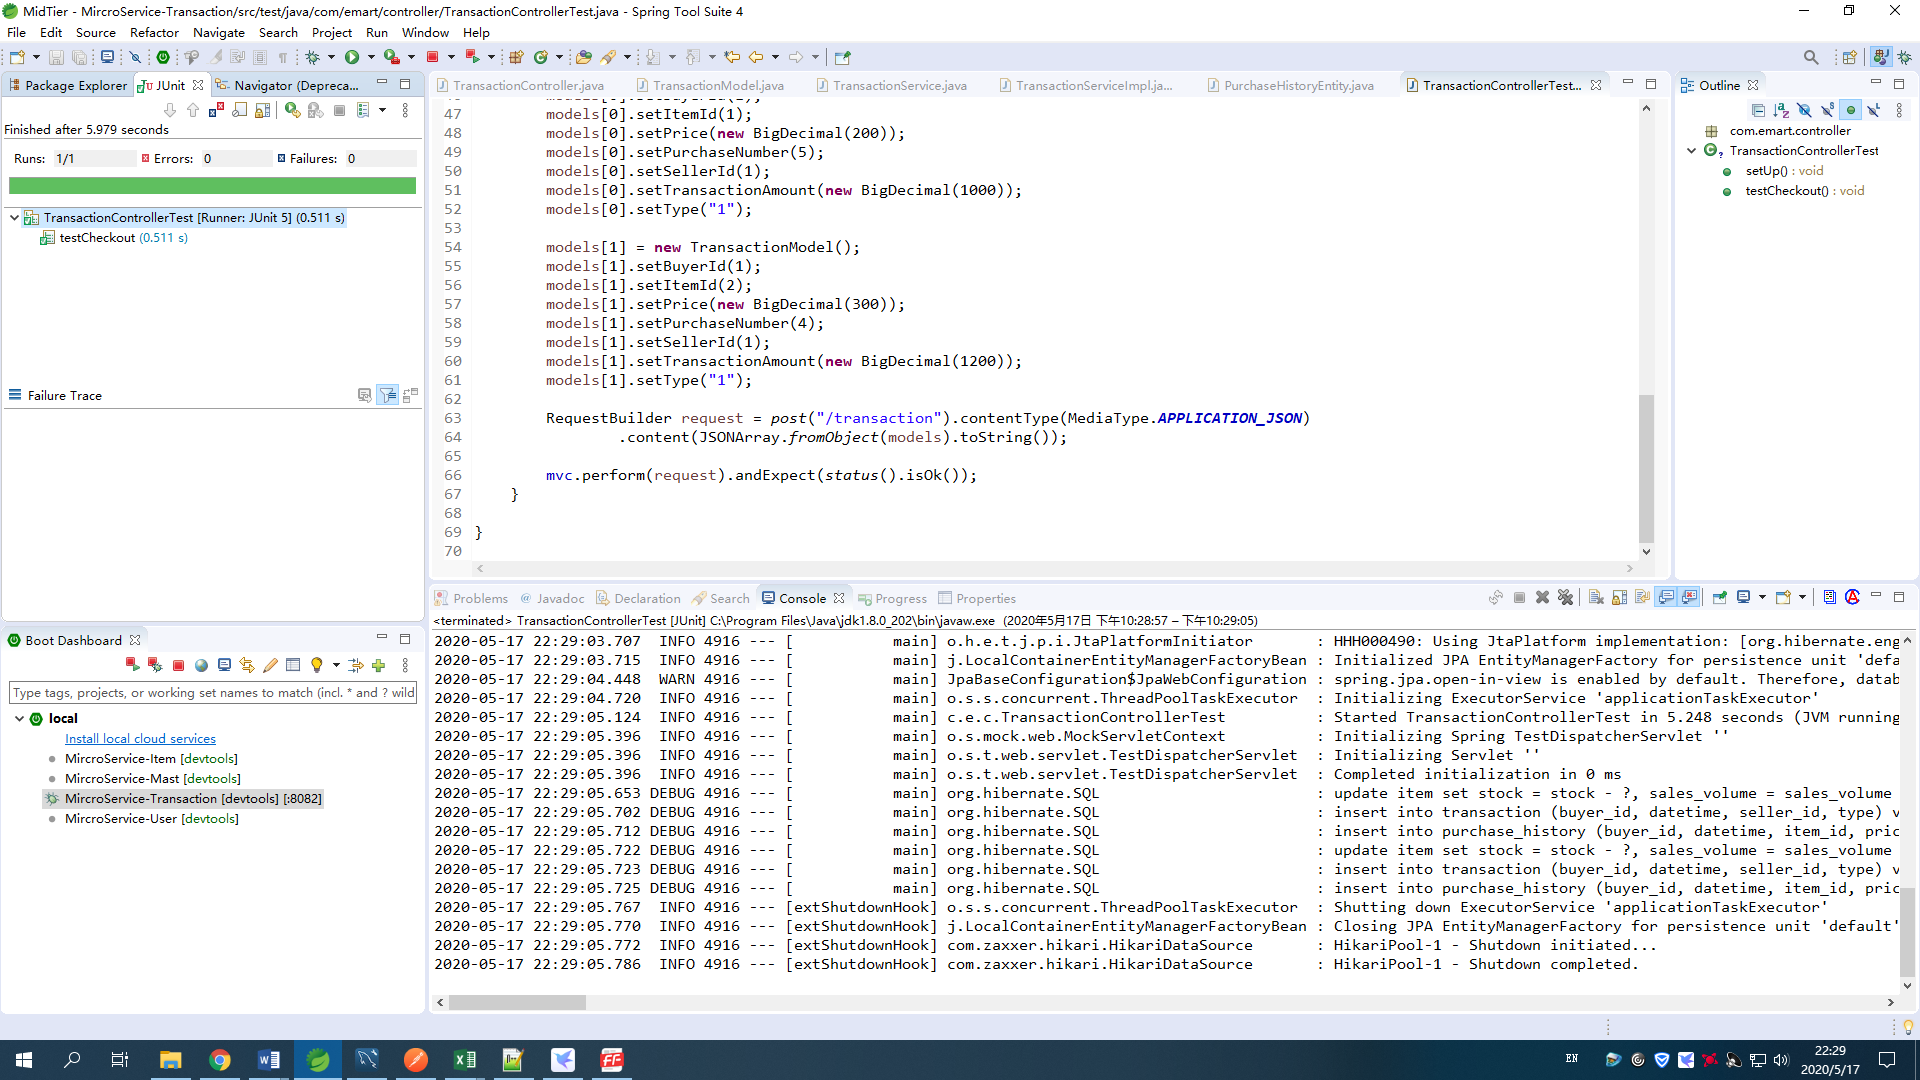 MidTier - MircroService-Transaction/src/test/java/com/emart/controller/TransactionControllerTest.java - Spring Tool Suite 4
File Edit Source Refactor Navigate Search Project Run Window Help
Package Explorer JUnit Navigator (Depreca...
Finished after 5.979 seconds
Runs: 1/1 Errors: 0 Failures: 0
TransactionControllerTest [Runner: JUnit 5] (0.511 s)
testCheckout (0.511 s)
Failure Trace
TransactionController.java TransactionModel.java TransactionService.java TransactionServiceImpl.ja... PurchaseHistoryEntity.java TransactionControllerTest...
47 models[0].setItemId(1);
48 models[0].setPrice(new BigDecimal(200));
49 models[0].setPurchaseNumber(5);
50 models[0].setSellerId(1);
51 models[0].setTransactionAmount(new BigDecimal(1000));
52 models[0].setType("1");
53
54 models[1] = new TransactionModel();
55 models[1].setBuyerId(1);
56 models[1].setItemId(2);
57 models[1].setPrice(new BigDecimal(300));
58 models[1].setPurchaseNumber(4);
59 models[1].setSellerId(1);
60 models[1].setTransactionAmount(new BigDecimal(1200));
61 models[1].setType("1");
62
63 RequestBuilder request = post("/transaction").contentType(MediaType.APPLICATION_JSON)
64 .content(JSONArray.fromObject(models).toString());
65
66 mvc.perform(request).andExpect(status().isOk());
67 }
68
69 }
70
Outline
com.emart.controller
TransactionControllerTest
setUp() : void
testCheckout() : void
Boot Dashboard
Type tags, projects, or working set names to match (incl. * and ? wild
local
Install local cloud services
MircroService-Item [devtools]
MircroService-Mast [devtools]
MircroService-Transaction [devtools] [:8082]
MircroService-User [devtools]
Problems Javadoc Declaration Search Console Progress Properties
<terminated> TransactionControllerTest [JUnit] C:\Program Files\Java\jdk1.8.0_202\bin\javaw.exe (2020年5月17日 下午10:28:57 – 下午10:29:05)
2020-05-17 22:29:03.707 INFO 4916 --- [ main] o.h.e.t.j.p.i.JtaPlatformInitiator : HHH000490: Using JtaPlatform implementation: [org.hibernate.eng
2020-05-17 22:29:03.715 INFO 4916 --- [ main] j.LocalContainerEntityManagerFactoryBean : Initialized JPA EntityManagerFactory for persistence unit 'defa
2020-05-17 22:29:04.448 WARN 4916 --- [ main] JpaBaseConfiguration$JpaWebConfiguration : spring.jpa.open-in-view is enabled by default. Therefore, datab
2020-05-17 22:29:04.720 INFO 4916 --- [ main] o.s.s.concurrent.ThreadPoolTaskExecutor : Initializing ExecutorService 'applicationTaskExecutor'
2020-05-17 22:29:05.124 INFO 4916 --- [ main] c.e.c.TransactionControllerTest : Started TransactionControllerTest in 5.248 seconds (JVM running
2020-05-17 22:29:05.396 INFO 4916 --- [ main] o.s.mock.web.MockServletContext : Initializing Spring TestDispatcherServlet ''
2020-05-17 22:29:05.396 INFO 4916 --- [ main] o.s.t.web.servlet.TestDispatcherServlet : Initializing Servlet ''
2020-05-17 22:29:05.396 INFO 4916 --- [ main] o.s.t.web.servlet.TestDispatcherServlet : Completed initialization in 0 ms
2020-05-17 22:29:05.653 DEBUG 4916 --- [ main] org.hibernate.SQL : update item set stock = stock - ?, sales_volume = sales_volume
2020-05-17 22:29:05.702 DEBUG 4916 --- [ main] org.hibernate.SQL : insert into transaction (buyer_id, datetime, seller_id, type) v
2020-05-17 22:29:05.712 DEBUG 4916 --- [ main] org.hibernate.SQL : insert into purchase_history (buyer_id, datetime, item_id, pric
2020-05-17 22:29:05.722 DEBUG 4916 --- [ main] org.hibernate.SQL : update item set stock = stock - ?, sales_volume = sales_volume
2020-05-17 22:29:05.723 DEBUG 4916 --- [ main] org.hibernate.SQL : insert into transaction (buyer_id, datetime, seller_id, type) v
2020-05-17 22:29:05.725 DEBUG 4916 --- [ main] org.hibernate.SQL : insert into purchase_history (buyer_id, datetime, item_id, pric
2020-05-17 22:29:05.767 INFO 4916 --- [extShutdownHook] o.s.s.concurrent.ThreadPoolTaskExecutor : Shutting down ExecutorService 'applicationTaskExecutor'
2020-05-17 22:29:05.770 INFO 4916 --- [extShutdownHook] j.LocalContainerEntityManagerFactoryBean : Closing JPA EntityManagerFactory for persistence unit 'default'
2020-05-17 22:29:05.772 INFO 4916 --- [extShutdownHook] com.zaxxer.hikari.HikariDataSource : HikariPool-1 - Shutdown initiated...
2020-05-17 22:29:05.786 INFO 4916 --- [extShutdownHook] com.zaxxer.hikari.HikariDataSource : HikariPool-1 - Shutdown completed.
EN
22:29
2020/5/17